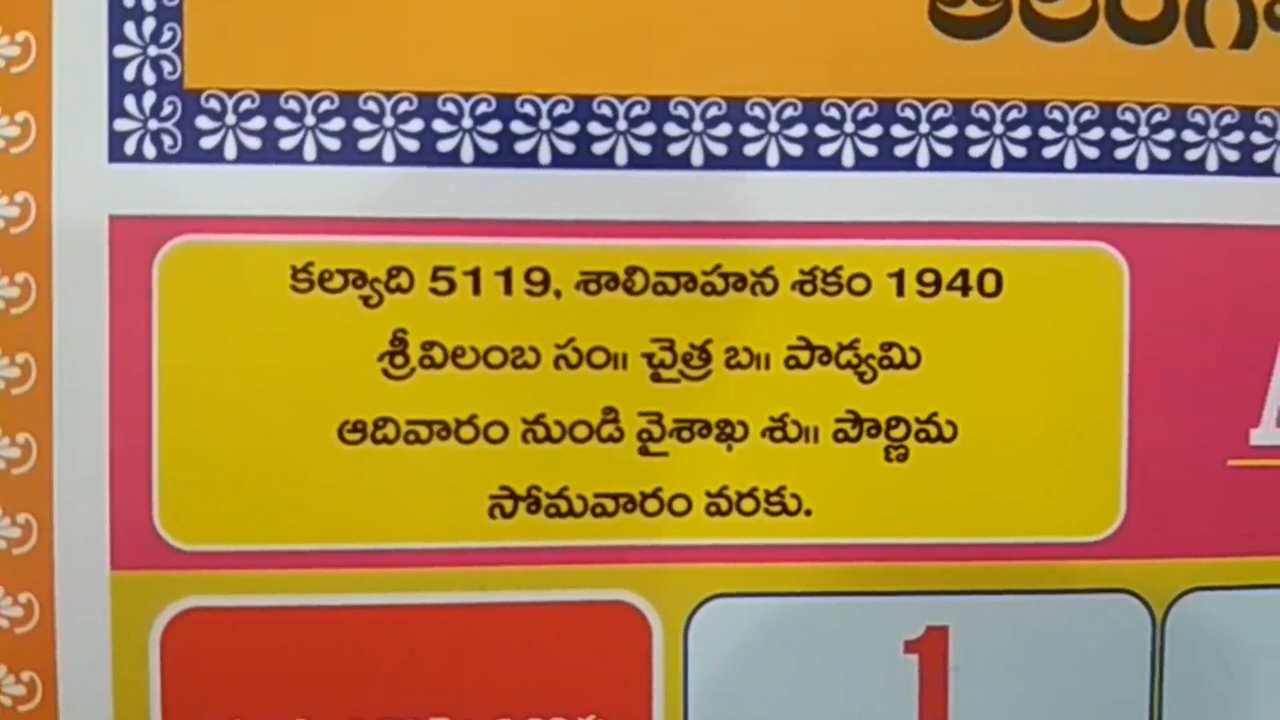 కల్యాది 5119, శాలివాహన శకం 1940
శ్రీవిలంబ సం॥ చైత్ర బ॥ పాడ్యమి
ఆదివారం నుండి వైశాఖ శు॥ పౌర్ణిమ
సోమవారం వరకు.
1